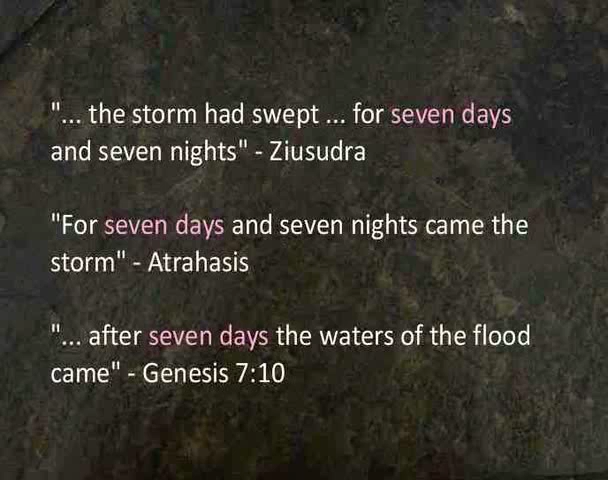 "... the storm had swept ... for seven days
and seven nights" - Ziusudra
"For seven days and seven nights came the
storm" - Atrahasis
"... after seven days the waters of the flood
came" - Genesis 7:10